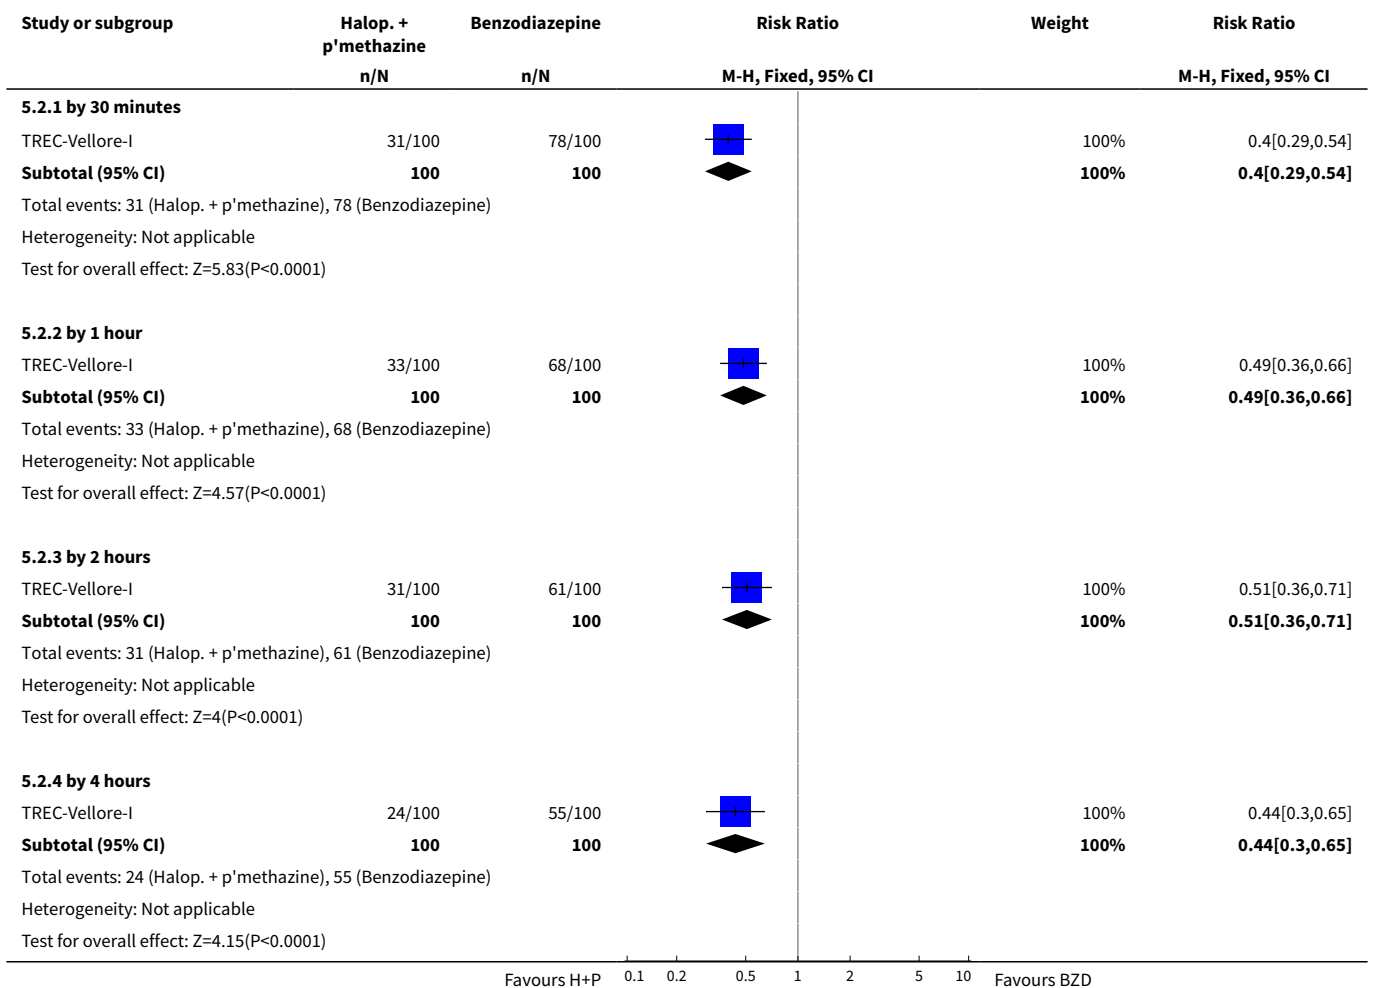 Study or subgroup Halop. + p'methazine Benzodiazepine Risk Ratio Weight Risk Ratio
n/N n/N M-H, Fixed, 95% CI M-H, Fixed, 95% CI
5.2.1 by 30 minutes
TREC-Vellore-I 31/100 78/100 100% 0.4[0.29,0.54]
Subtotal (95% CI) 100 100 100% 0.4[0.29,0.54]
Total events: 31 (Halop. + p'methazine), 78 (Benzodiazepine)
Heterogeneity: Not applicable
Test for overall effect: Z=5.83(P<0.0001)
5.2.2 by 1 hour
TREC-Vellore-I 33/100 68/100 100% 0.49[0.36,0.66]
Subtotal (95% CI) 100 100 100% 0.49[0.36,0.66]
Total events: 33 (Halop. + p'methazine), 68 (Benzodiazepine)
Heterogeneity: Not applicable
Test for overall effect: Z=4.57(P<0.0001)
5.2.3 by 2 hours
TREC-Vellore-I 31/100 61/100 100% 0.51[0.36,0.71]
Subtotal (95% CI) 100 100 100% 0.51[0.36,0.71]
Total events: 31 (Halop. + p'methazine), 61 (Benzodiazepine)
Heterogeneity: Not applicable
Test for overall effect: Z=4(P<0.0001)
5.2.4 by 4 hours
TREC-Vellore-I 24/100 55/100 100% 0.44[0.3,0.65]
Subtotal (95% CI) 100 100 100% 0.44[0.3,0.65]
Total events: 24 (Halop. + p'methazine), 55 (Benzodiazepine)
Heterogeneity: Not applicable
Test for overall effect: Z=4.15(P<0.0001)
Favours H+P 0.1 0.2 0.5 1 2 5 10 Favours BZD